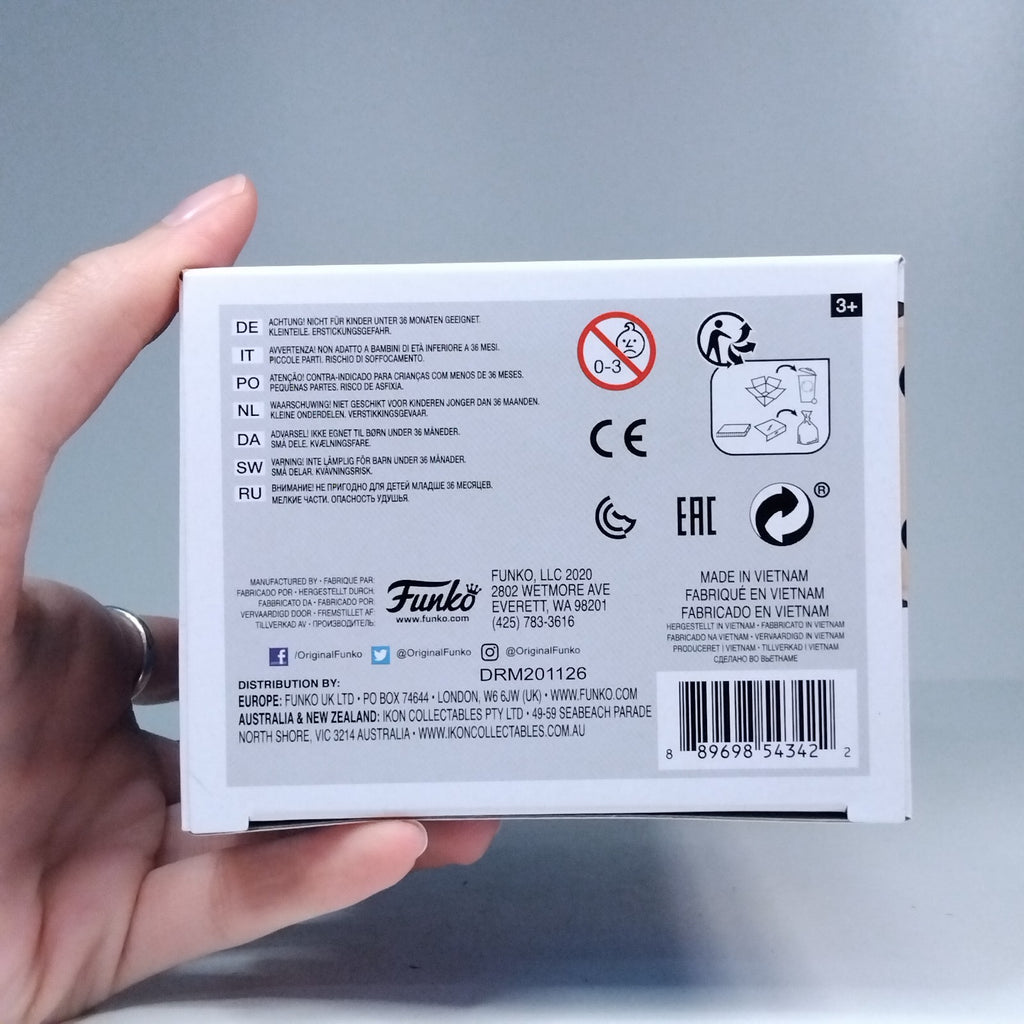 3+
DE ACHTUNG! NICHT FÜR KINDER UNTER 36 MONATEN GEEIGNET.
KLEINTEILE. ERSTICKUNGSGEFAHR.
IT AVVERTENZA! NON ADATTO A BAMBINI DI ETÀ INFERIORE A 36 MESI.
PICCOLE PARTI. RISCHIO DI SOFFOCAMENTO.
PO ATENÇÃO! CONTRA-INDICADO PARA CRIANÇAS COM MENOS DE 36 MESES.
PEQUENAS PARTES. RISCO DE ASFIXIA.
NL WAARSCHUWING! NIET GESCHIKT VOOR KINDEREN JONGER DAN 36 MAANDEN.
KLEINE ONDERDELEN. VERSTIKKINGSGEVAAR.
DA ADVARSEL! IKKE EGNET TIL BØRN UNDER 36 MÅNEDER.
SMÅ DELE. KVÆLNINGSFARE.
SW VARNING! INTE LÄMPLIG FÖR BARN UNDER 36 MÅNADER.
SMÅ DELAR. KVÄVNINGSRISK.
RU ВНИМАНИЕ! НЕ ПРИГОДНО ДЛЯ ДЕТЕЙ МЛАДШЕ 36 МЕСЯЦЕВ.
МЕЛКИЕ ЧАСТИ. ОПАСНОСТЬ УДУШЬЯ.
0-3
CE
EAC
®
MANUFACTURED BY • FABRIQUÉ PAR:
FABRICADO POR • HERGESTELLT DURCH:
FABBRICATO DA • FABRICADO POR:
VERVAARDIGD DOOR • FREMSTILLET AF:
TILLVERKAD AV • ПРОИЗВОДИТЕЛЬ:
Funko
www.funko.com
FUNKO, LLC 2020
2802 WETMORE AVE
EVERETT, WA 98201
(425) 783-3616
/OriginalFunko @OriginalFunko @OriginalFunko
DRM201126
DISTRIBUTION BY:
EUROPE: FUNKO UK LTD • PO BOX 74644 • LONDON, W6 6JW (UK) • WWW.FUNKO.COM
AUSTRALIA & NEW ZEALAND: IKON COLLECTABLES PTY LTD • 49-59 SEABEACH PARADE
NORTH SHORE, VIC 3214 AUSTRALIA • WWW.IKONCOLLECTABLES.COM.AU
MADE IN VIETNAM
FABRIQUÉ EN VIETNAM
FABRICADO EN VIETNAM
HERGESTELLT IN VIETNAM • FABBRICATO IN VIETNAM
FABRICADO NA VIETNAM • VERVAARDIGD IN VIETNAM
PRODUCERET I VIETNAM • TILLVERKAD I VIETNAM
СДЕЛАНО ВО ВЬЕТНАМЕ
8 89698 54342 2